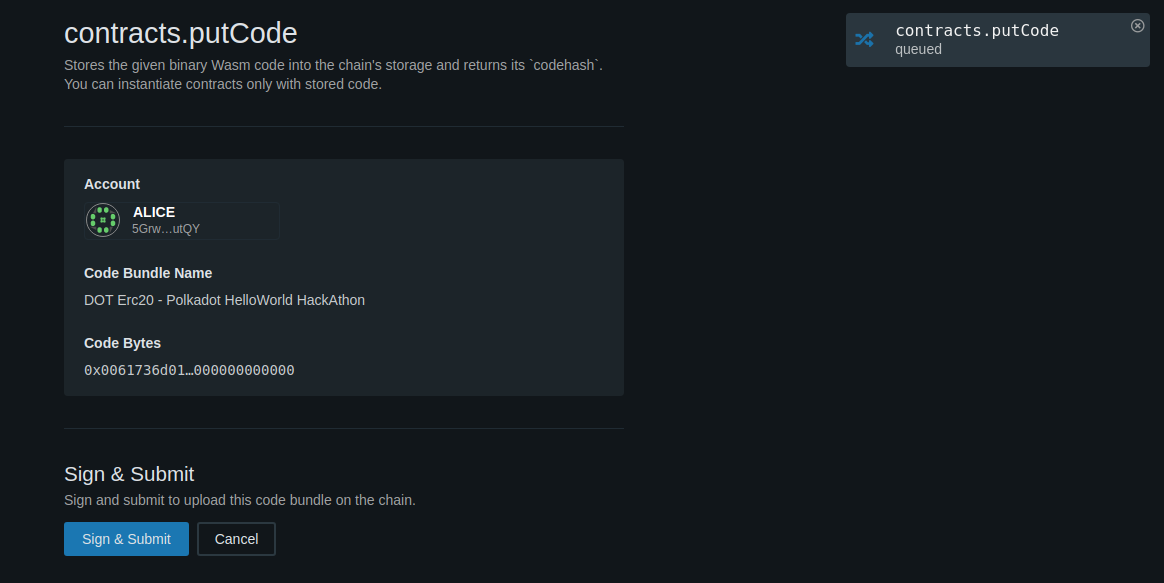 contracts.putCode
Stores the given binary Wasm code into the chain's storage and returns its `codehash`.
You can instantiate contracts only with stored code.
contracts.putCode
queued
Account
ALICE
5Grw…utQY
Code Bundle Name
DOT Erc20 - Polkadot HelloWorld HackAthon
Code Bytes
0x0061736d01…000000000000
Sign & Submit
Sign and submit to upload this code bundle on the chain.
Sign & Submit
Cancel